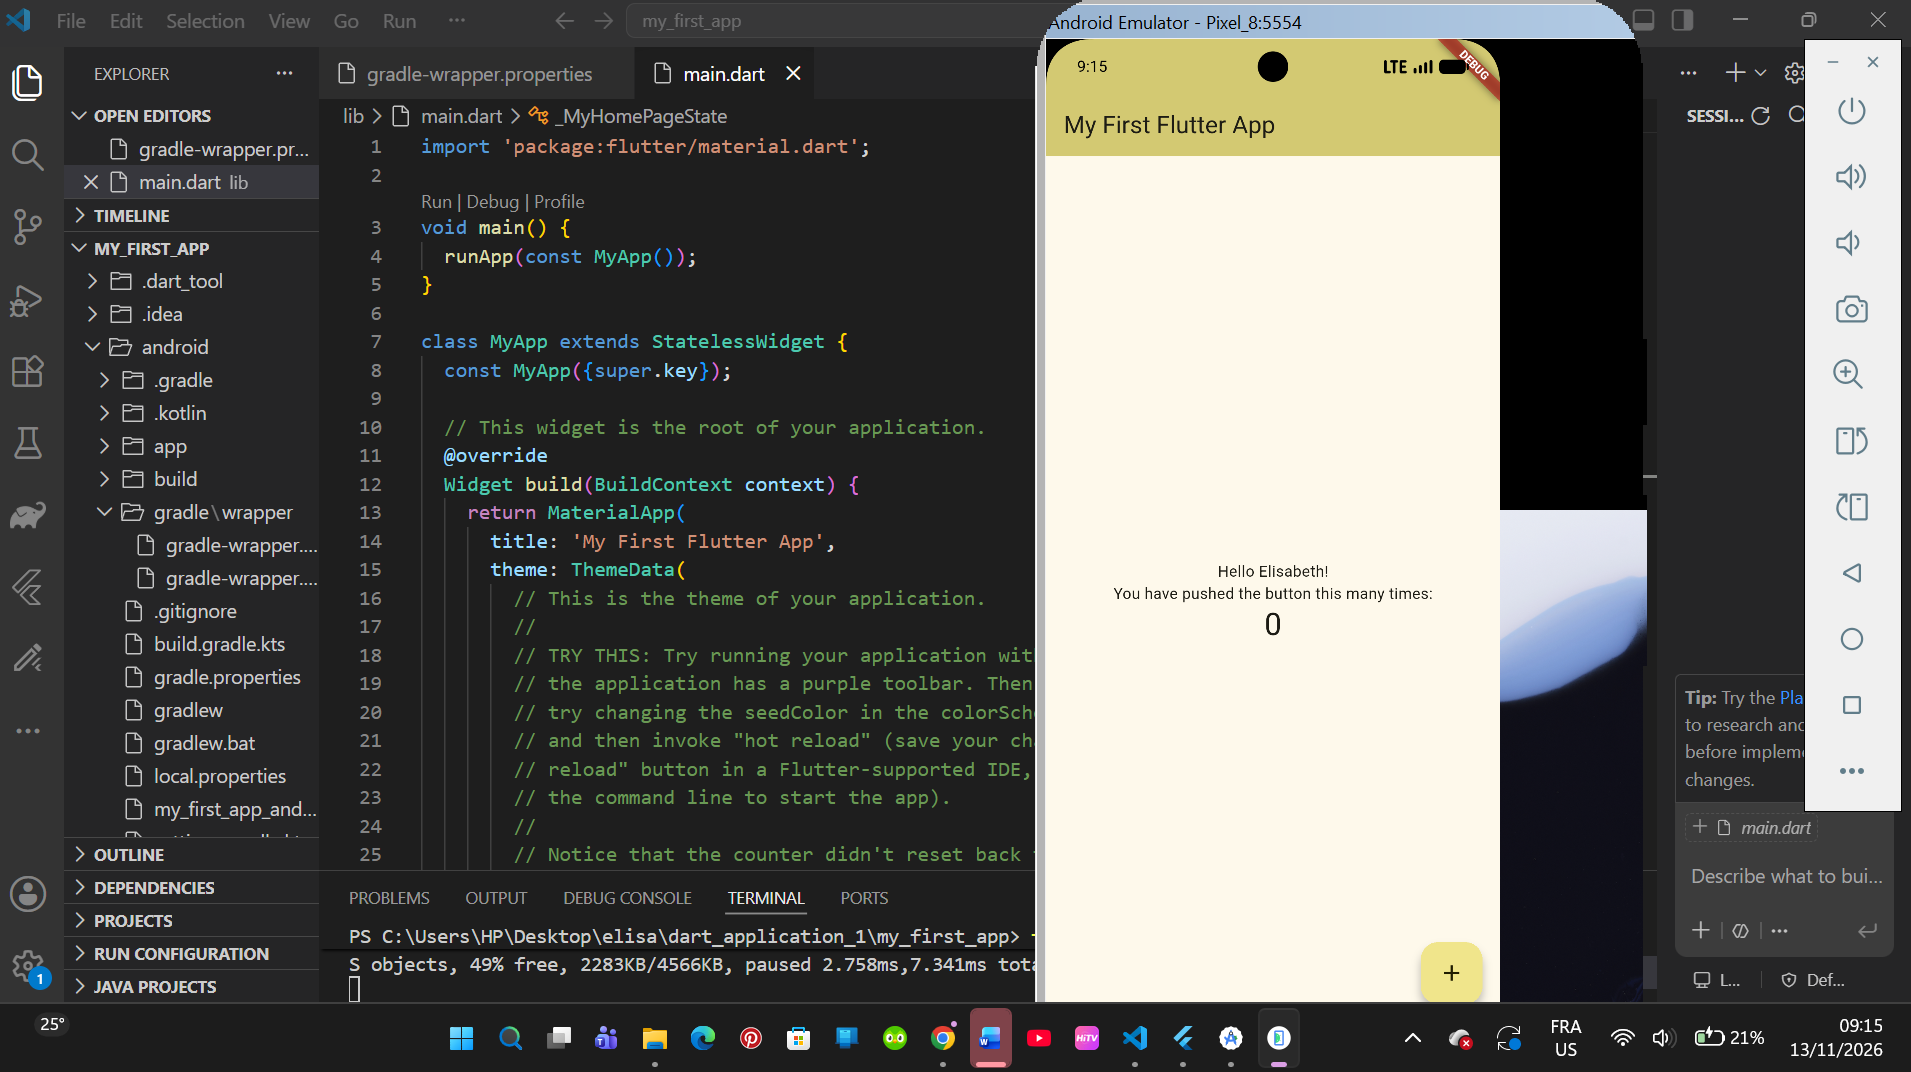 File Edit Selection View Go Run ···
my_first_app
Android Emulator - Pixel_8:5554
EXPLORER
OPEN EDITORS
gradle-wrapper.pr...
main.dart lib
TIMELINE
MY_FIRST_APP
.dart_tool
.idea
android
.gradle
.kotlin
app
build
gradle\wrapper
gradle-wrapper....
gradle-wrapper....
.gitignore
build.gradle.kts
gradle.properties
gradlew
gradlew.bat
local.properties
my_first_app_and...
OUTLINE
DEPENDENCIES
PROJECTS
RUN CONFIGURATION
JAVA PROJECTS
1
gradle-wrapper.properties
main.dart
lib > main.dart > _MyHomePageState
1 import 'package:flutter/material.dart';
2
Run | Debug | Profile
3 void main() {
4 runApp(const MyApp());
5 }
6
7 class MyApp extends StatelessWidget {
8 const MyApp({super.key});
9
10 // This widget is the root of your application.
11 @override
12 Widget build(BuildContext context) {
13 return MaterialApp(
14 title: 'My First Flutter App',
15 theme: ThemeData(
16 // This is the theme of your application.
17 //
18 // TRY THIS: Try running your application wit
19 // the application has a purple toolbar. Then
20 // try changing the seedColor in the colorSch
21 // and then invoke "hot reload" (save your ch
22 // reload" button in a Flutter-supported IDE,
23 // the command line to start the app).
24 //
25 // Notice that the counter didn't reset back
PROBLEMS OUTPUT DEBUG CONSOLE TERMINAL PORTS
PS C:\Users\HP\Desktop\elisa\dart_application_1\my_first_app>
S objects, 49% free, 2283KB/4566KB, paused 2.758ms,7.341ms tota
9:15
LTE
DEBUG
My First Flutter App
Hello Elisabeth!
You have pushed the button this many times:
0
+
SESSI...
Tip: Try the Pla
to research and
before impleme
changes.
main.dart
Describe what to bui...
L...
Def...
25°
HiTV
FRA
US
21%
09:15
13/11/2026